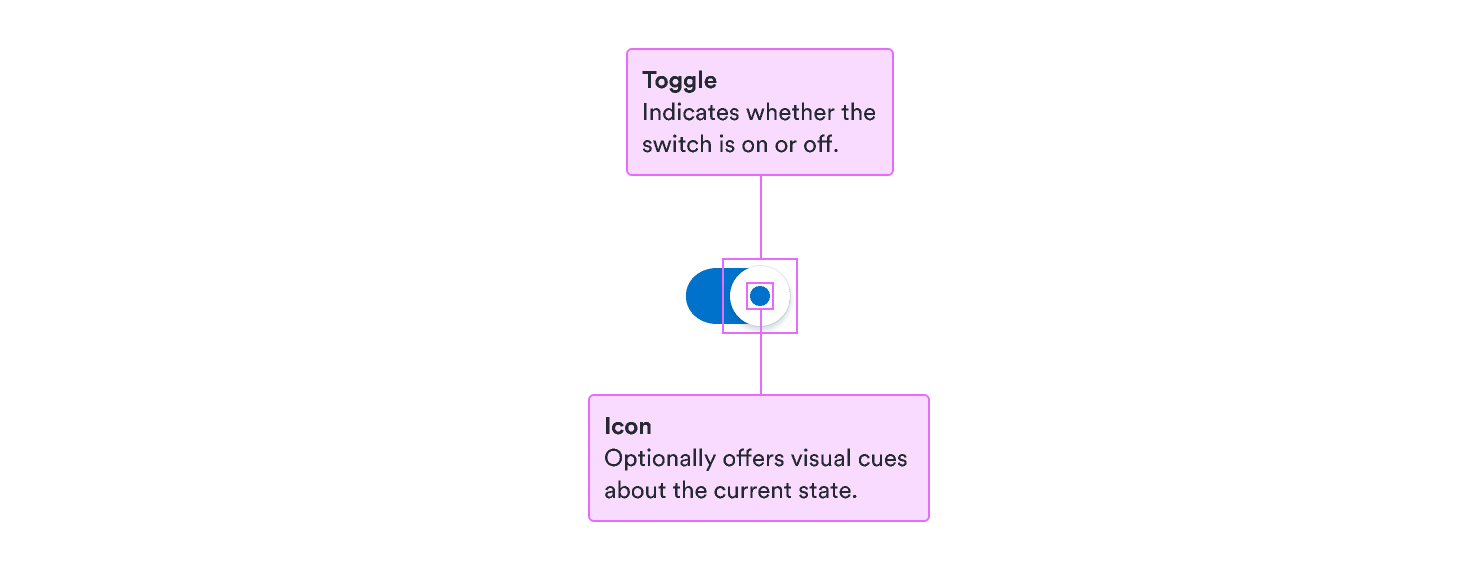 Toggle
Indicates whether the
switch is on or off.
Icon
Optionally offers visual cues
about the current state.